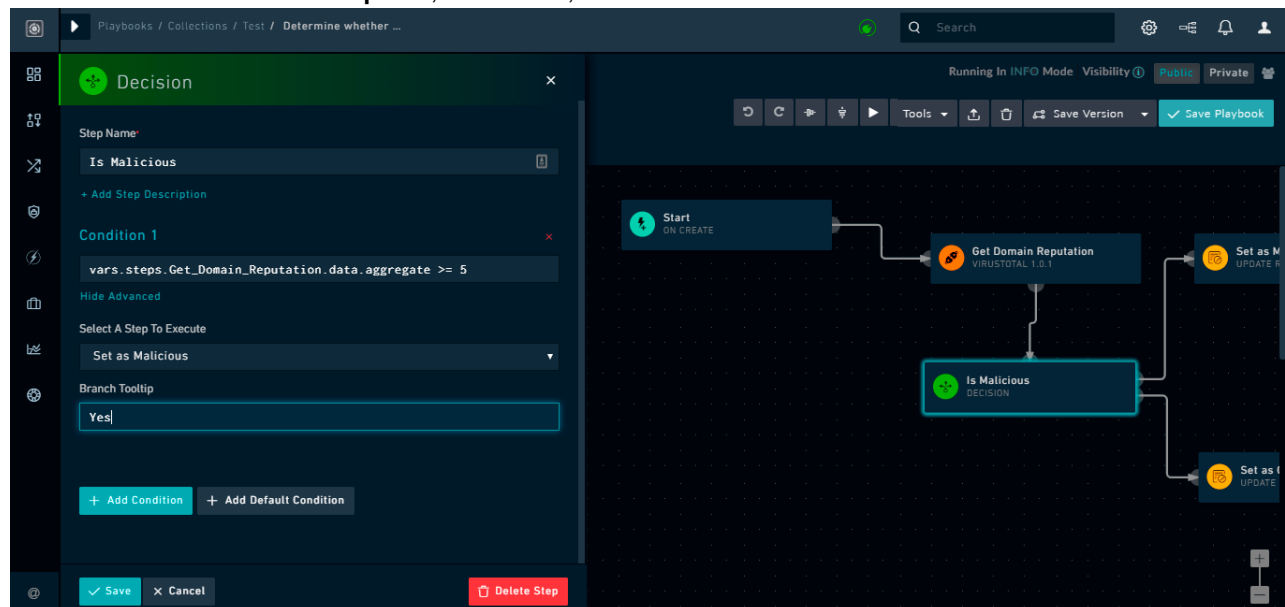 Playbooks / Collections / Test / Determine whether ...
Search
Decision
×
Running In INFO Mode Visibility
Public
Private
Tools
Save Version
Save Playbook
Step Name
Is Malicious
+ Add Step Description
Condition 1
×
vars.steps.Get_Domain_Reputation.data.aggregate >= 5
Hide Advanced
Select A Step To Execute
Set as Malicious
Branch Tooltip
Yes
+ Add Condition
+ Add Default Condition
Save
× Cancel
Delete Step
Start
ON CREATE
Get Domain Reputation
VIRUSTOTAL 1.0.1
Set as M
UPDATE R
Is Malicious
DECISION
Set as
UPDATE
@